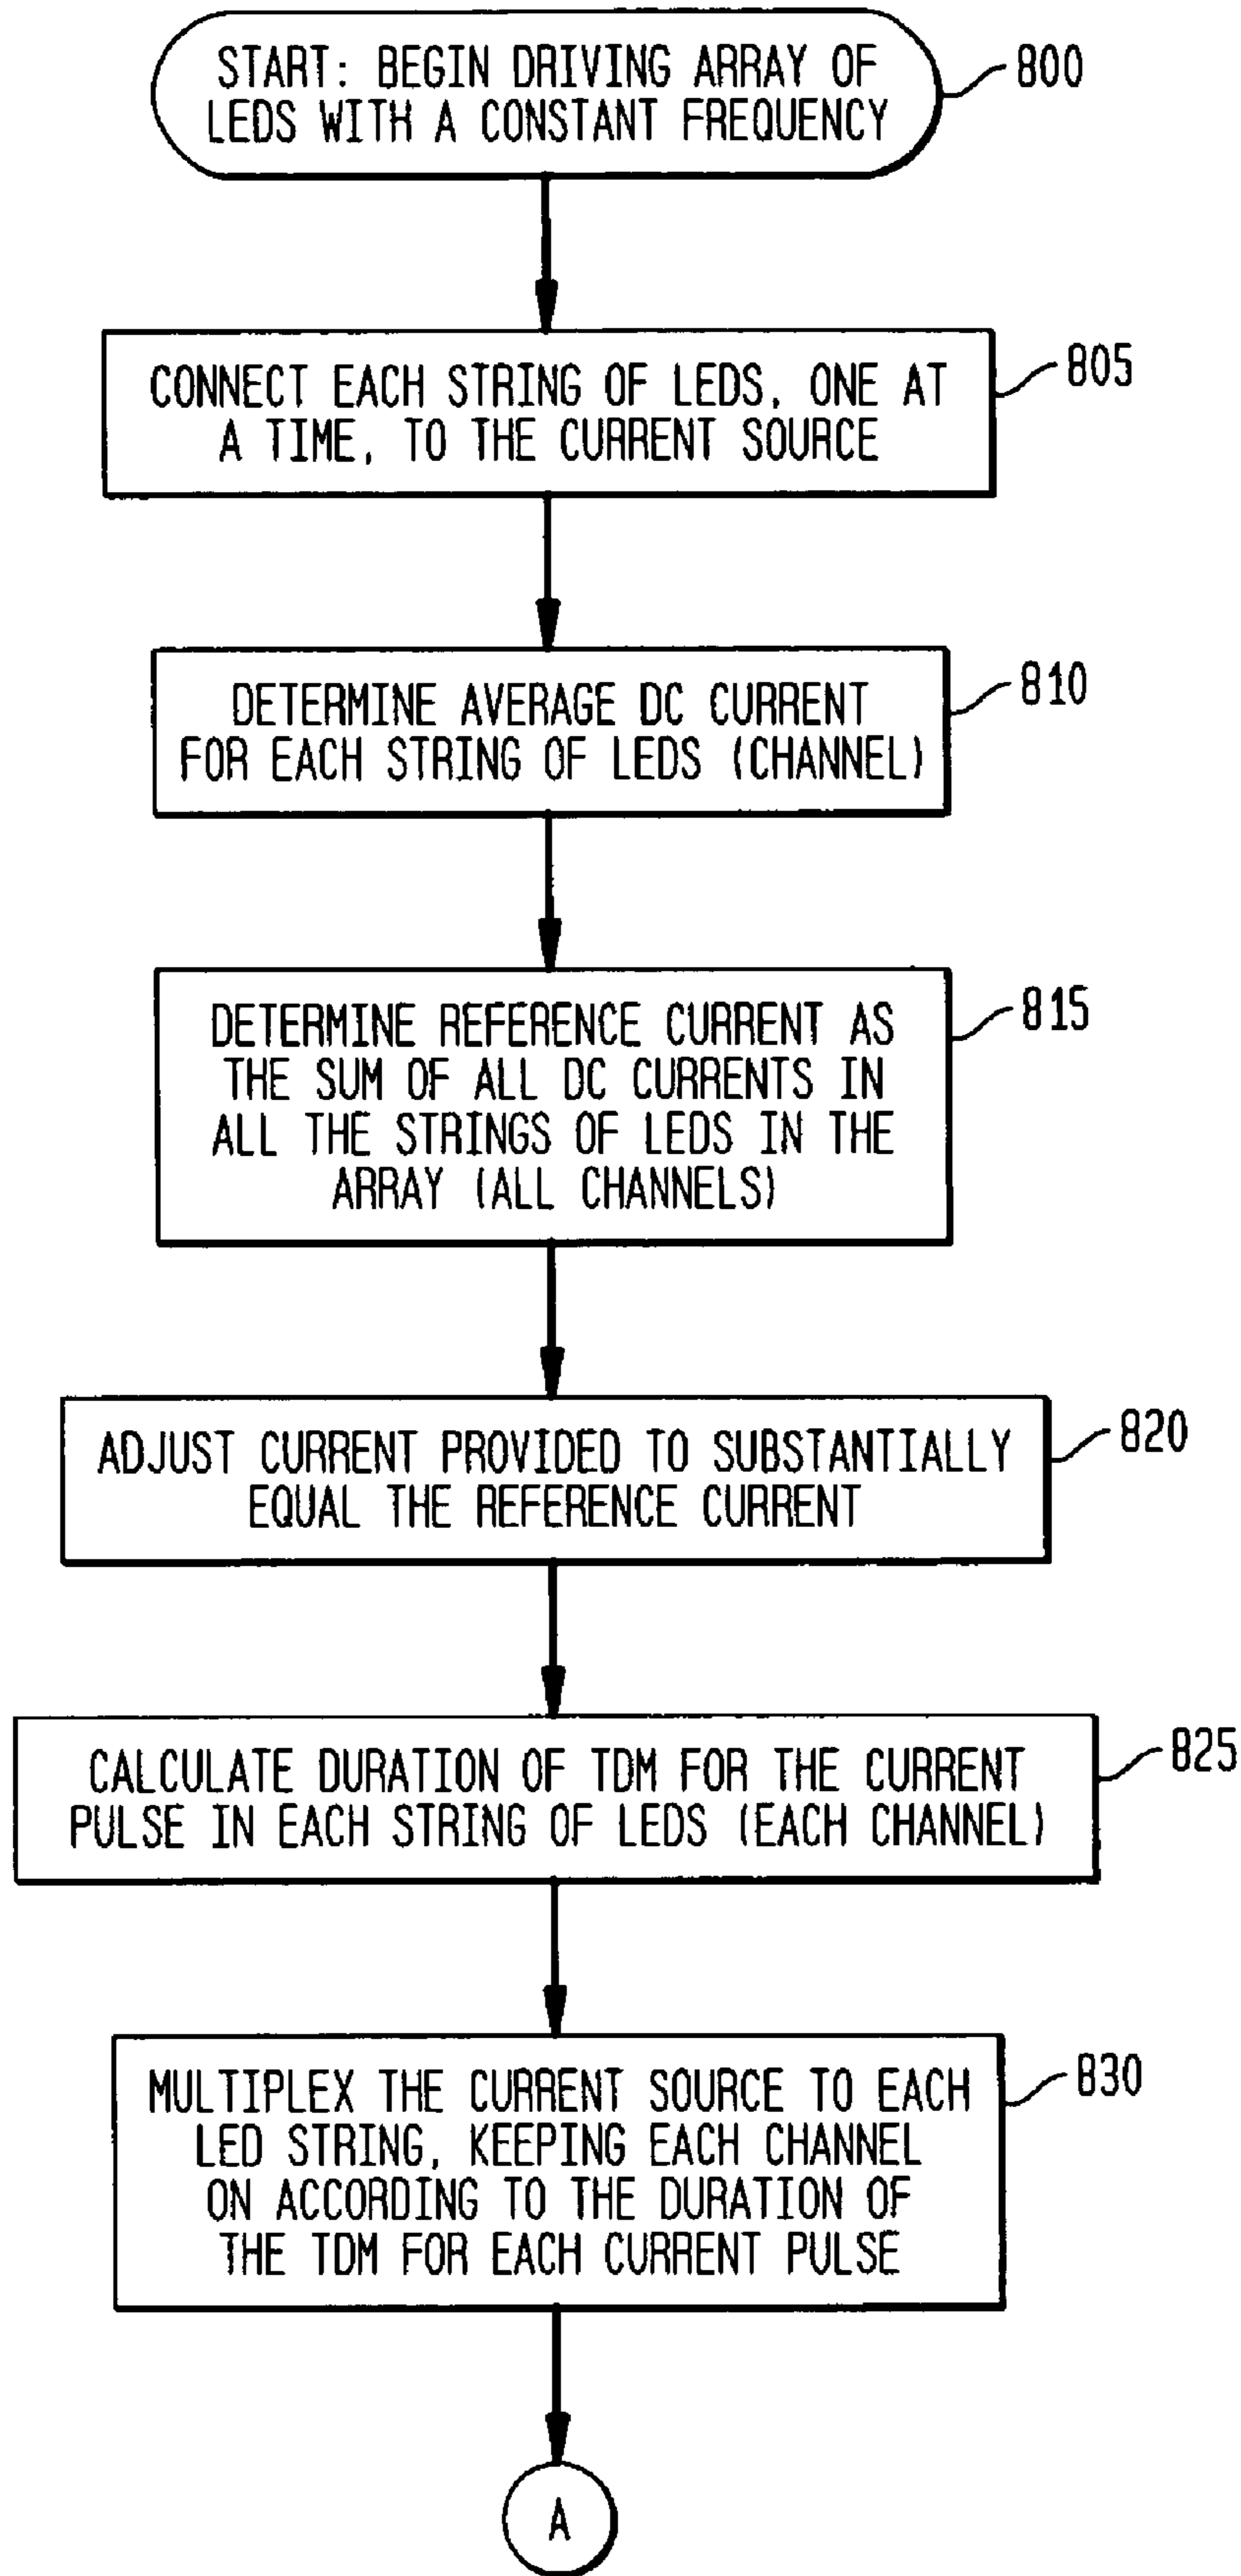 START: BEGIN DRIVING ARRAY OF
LEDS WITH A CONSTANT FREQUENCY
800
CONNECT EACH STRING OF LEDS, ONE AT
A TIME, TO THE CURRENT SOURCE
805
DETERMINE AVERAGE DC CURRENT
FOR EACH STRING OF LEDS (CHANNEL)
810
DETERMINE REFERENCE CURRENT AS
THE SUM OF ALL DC CURRENTS IN
ALL THE STRINGS OF LEDS IN THE
ARRAY (ALL CHANNELS)
815
ADJUST CURRENT PROVIDED TO SUBSTANTIALLY
EQUAL THE REFERENCE CURRENT
820
CALCULATE DURATION OF TDM FOR THE CURRENT
PULSE IN EACH STRING OF LEDS (EACH CHANNEL)
825
MULTIPLEX THE CURRENT SOURCE TO EACH
LED STRING, KEEPING EACH CHANNEL
ON ACCORDING TO THE DURATION OF
THE TDM FOR EACH CURRENT PULSE
830
A